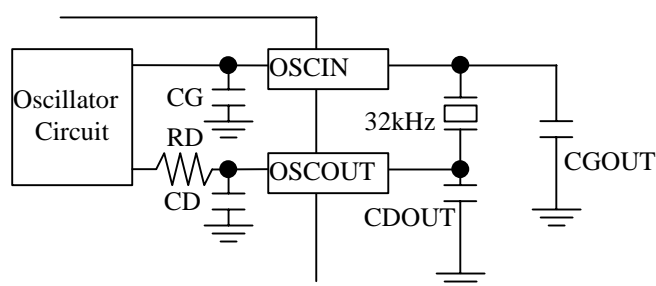 OSCIN
Oscillator
Circuit
CG
32kHz
RD
CGOUT
OSCOUT
CD
CDOUT